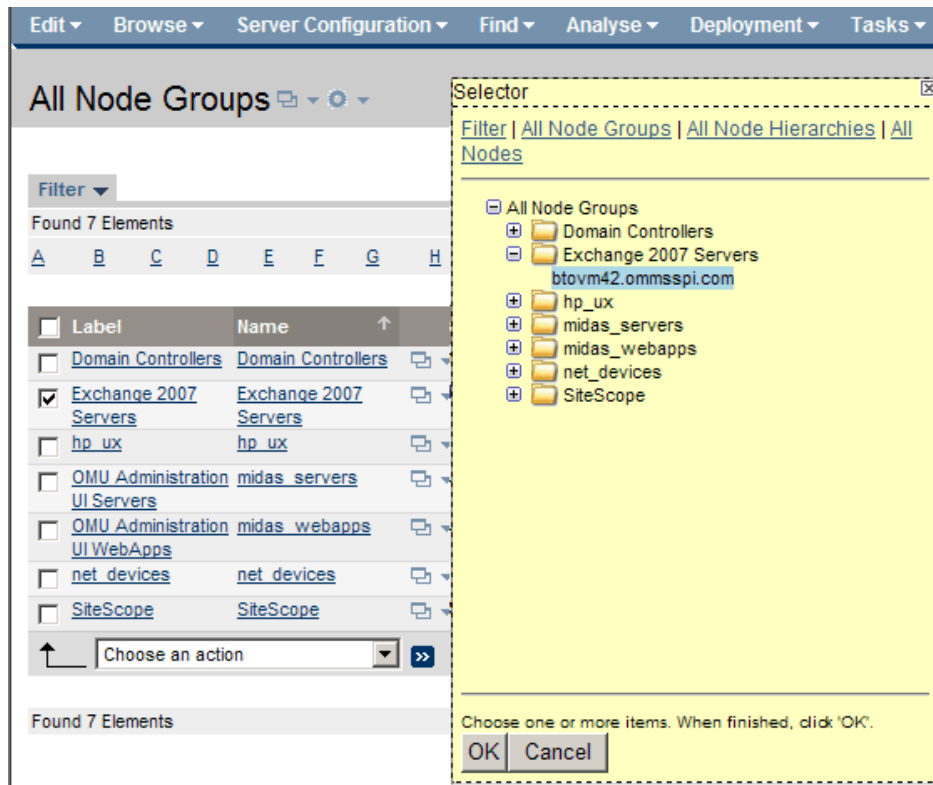 Edit Browse Server Configuration Find Analyse Deployment Tasks
All Node Groups
Filter
Found 7 Elements
A B C D E F G H
Label Name
Domain Controllers Domain Controllers
Exchange 2007 Exchange 2007
Servers Servers
hp_ux hp_ux
OMU Administration midas_servers
UI Servers
OMU Administration midas_webapps
UI WebApps
net_devices net_devices
SiteScope SiteScope
Choose an action
Found 7 Elements
Selector
Filter | All Node Groups | All Node Hierarchies | All
Nodes
All Node Groups
Domain Controllers
Exchange 2007 Servers
btovm42.ommsspi.com
hp_ux
midas_servers
midas_webapps
net_devices
SiteScope
Choose one or more items. When finished, click 'OK'.
OK Cancel